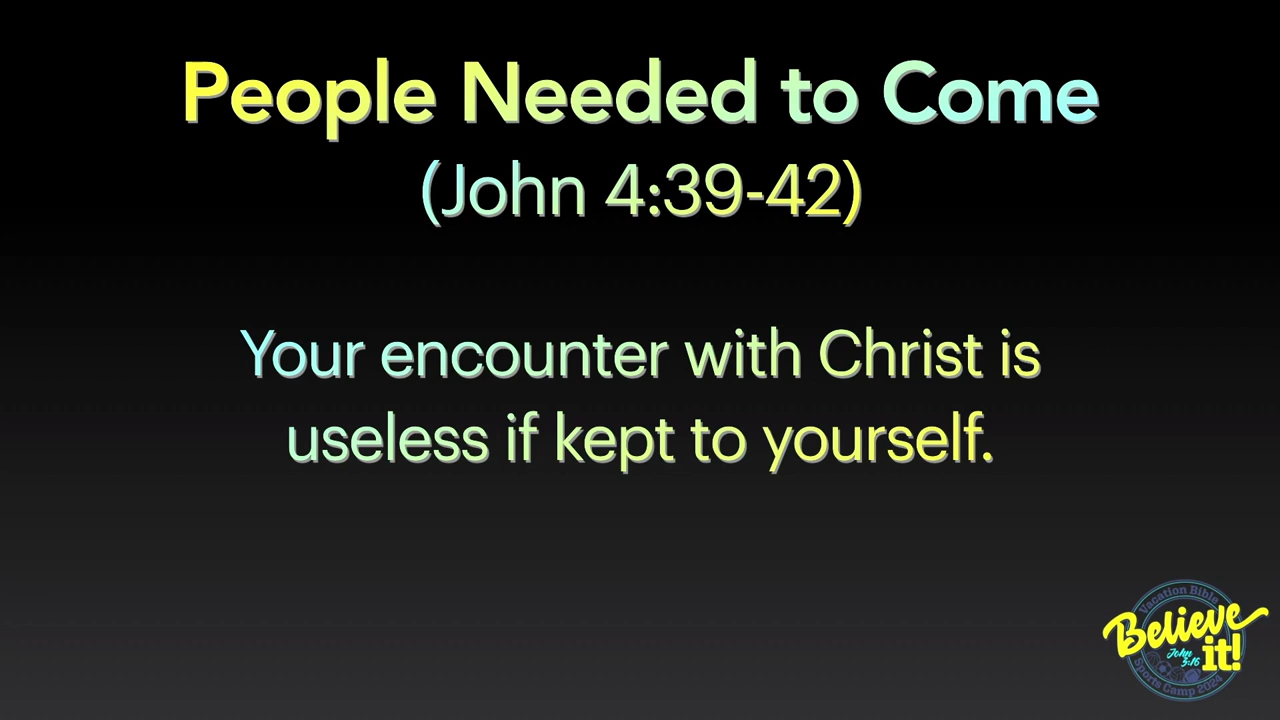 People Needed to Come
(John 4:39-42)
Your encounter with Christ is
useless if kept to yourself.
Vacation Bible
Believe
it!
John
3:16
Sports Camp 2024